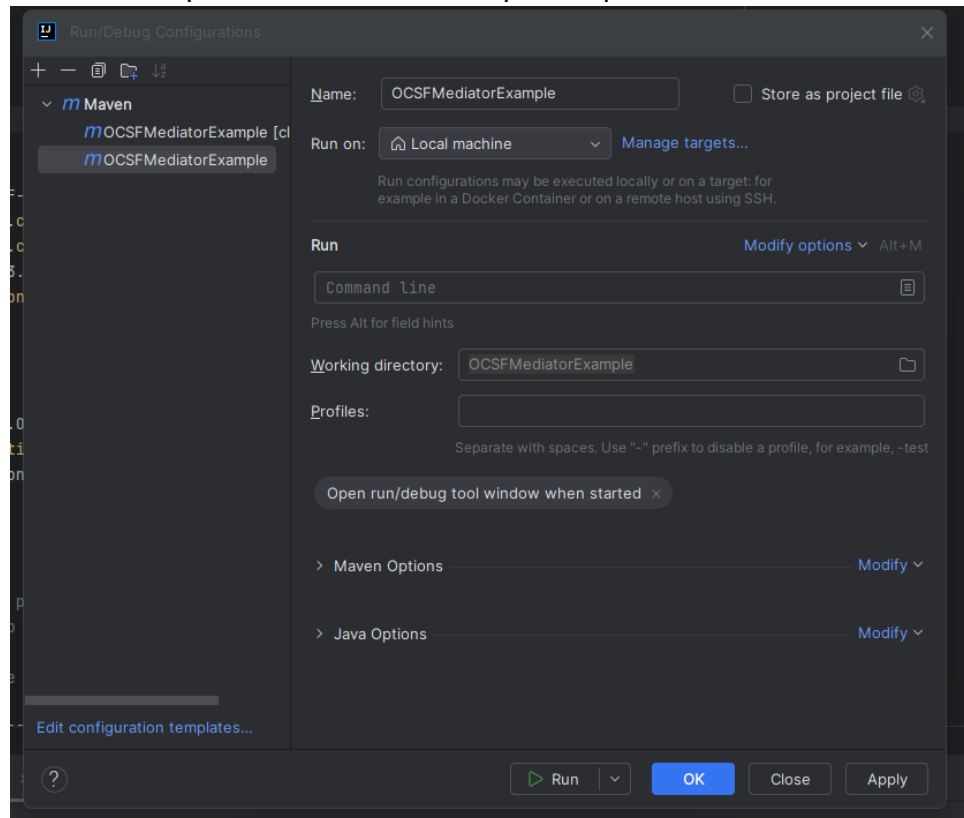 Run/Debug Configurations
Maven
OCSFMediatorExample [cl
OCSFMediatorExample
Name: OCSFMediatorExample Store as project file
Run on: Local machine Manage targets...
Run configurations may be executed locally or on a target: for
example in a Docker Container or on a remote host using SSH.
Run Modify options Alt+M
Command line
Press Alt for field hints
Working directory: OCSFMediatorExample
Profiles:
Separate with spaces. Use "-" prefix to disable a profile, for example, -test
Open run/debug tool window when started
Maven Options Modify
Java Options Modify
Edit configuration templates...
? Run OK Close Apply